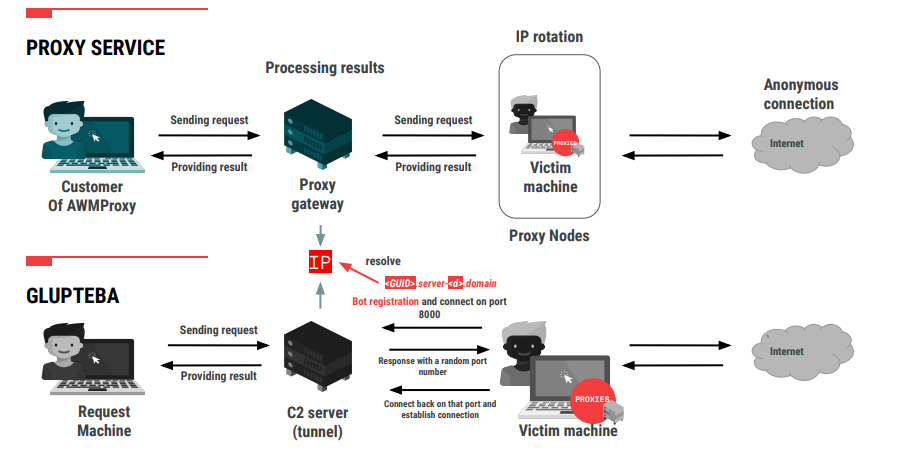 PROXY SERVICE
IP rotation
Processing results
Anonymous
connection
Sending request
Providing result
Sending request
Providing result
PROXIES
Internet
Customer
Of AWMProxy
Proxy
gateway
Victim
machine
Proxy Nodes
IP
resolve
<GUID>.server-<d>.domain
GLUPTEBA
Bot registration and connect on port
8000
Sending request
Providing result
Response with a random port
number
Connect back on that port and
establish connection
PROXIES
Internet
Request
Machine
C2 server
(tunnel)
Victim machine